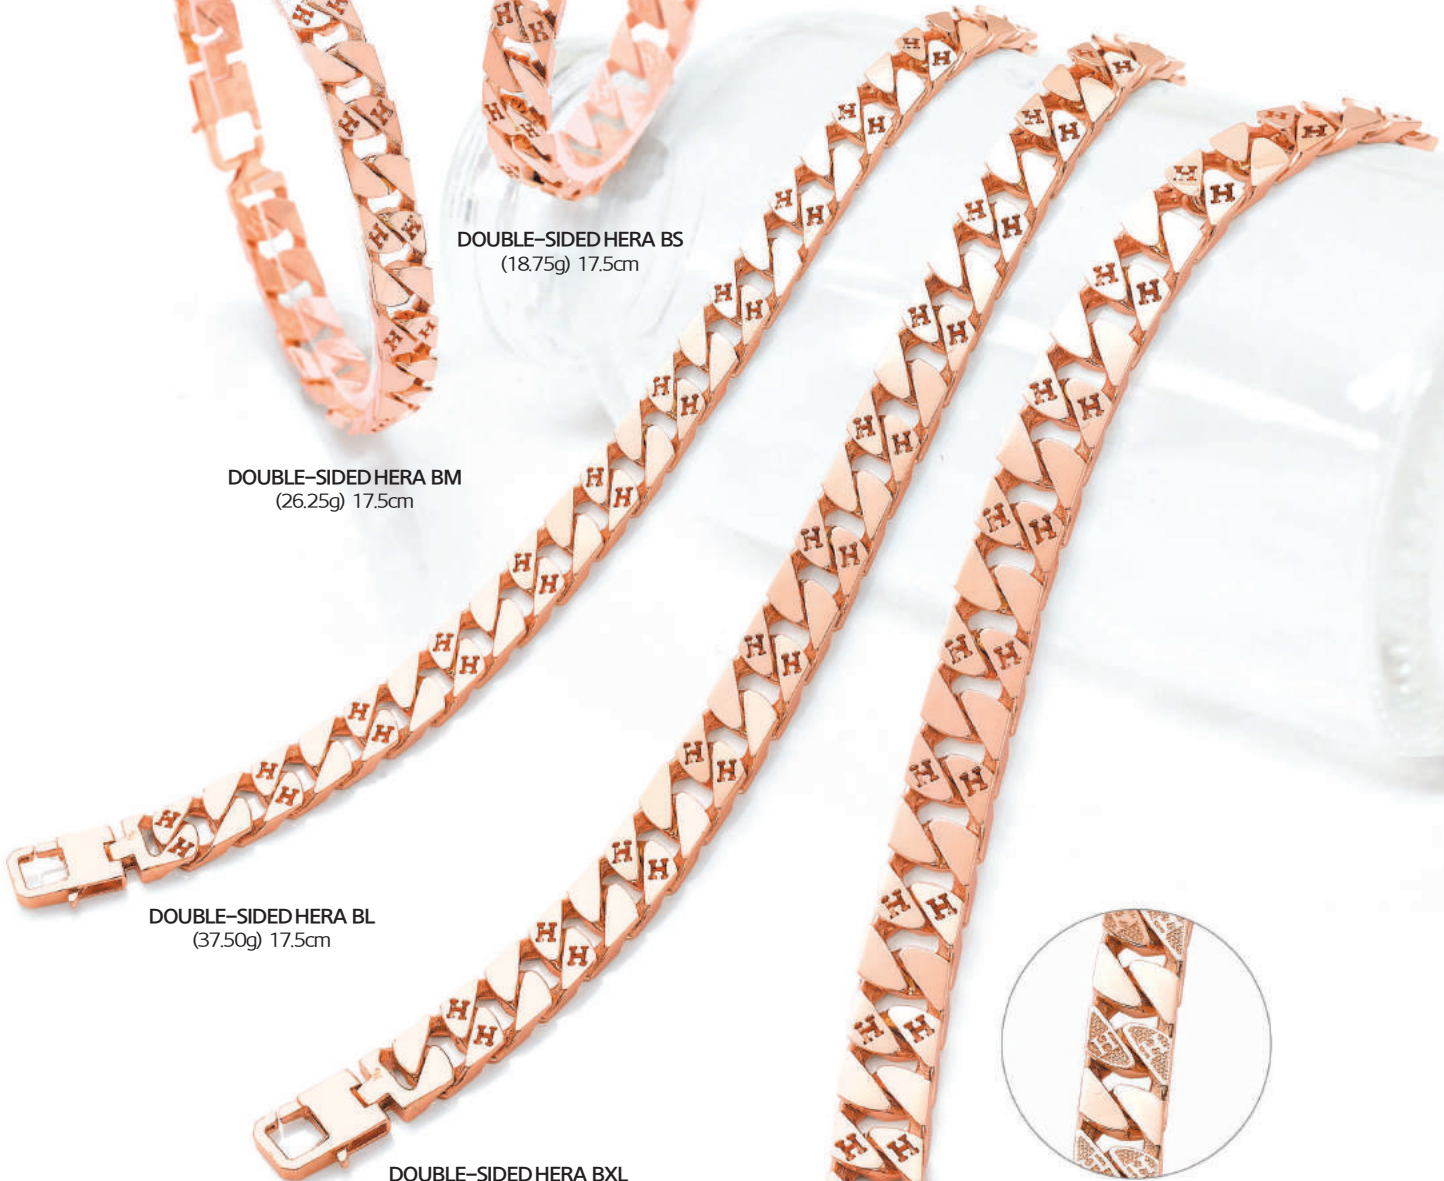 DOUBLE-SIDED HERA BS
(18.75g) 17.5cm
DOUBLE-SIDED HERA BM
(26.25g) 17.5cm
DOUBLE-SIDED HERA BL
(37.50g) 17.5cm
DOUBLE-SIDED HERA BXL